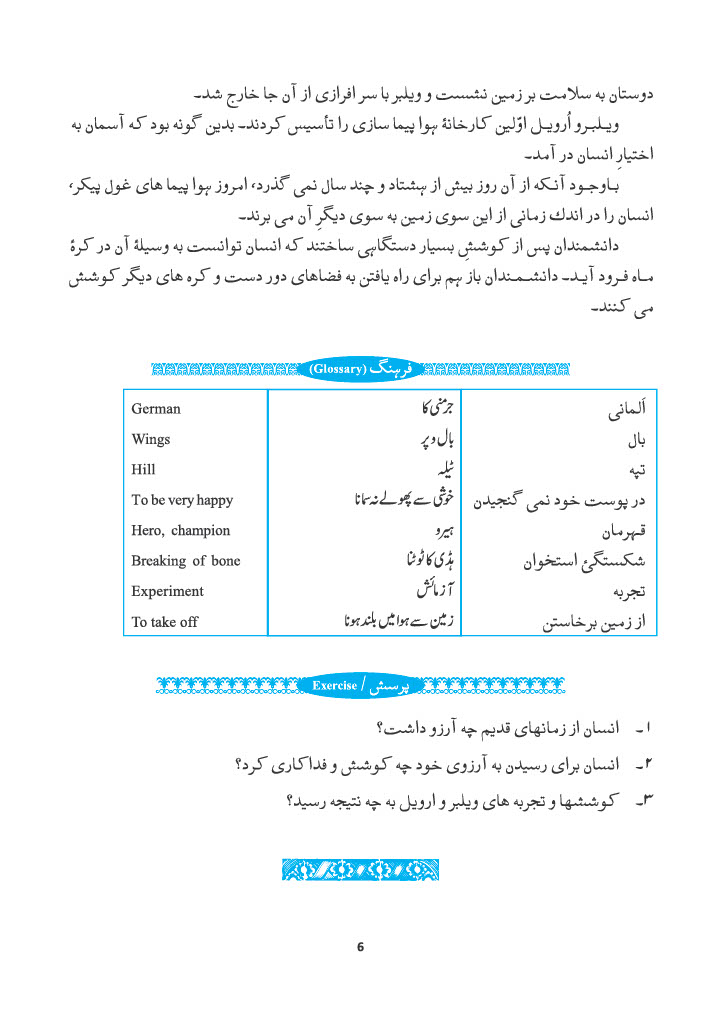 دوستان به سلامت بر زمین نشست و ویلبر با سر افرازی از آن جا خارج شد۔
ویلبرو اُرویل اوّلین کارخانهٔ هوا پیما سازی را تأسیس کردند۔ بدین گونه بود که آسمان به
اختیارِ انسان در آمد۔
باوجود آنکه از آن روز بیش از هشتاد و چند سال نمی گذرد، امروز هوا پیما های غول پیکر،
انسان را در اندك زمانی از این سوی زمین به سوی دیگرِ آن می برند۔
دانشمندان پس از کوششِ بسیار دستگاهی ساختند که انسان توانست به وسیلهٔ آن در کرهٔ
ماه فرود آید۔ دانشمندان باز هم برای راه یافتن به فضاهای دور دست و کره های دیگر کوشش
می کنند۔
فرہنگ (Glossary)
اَلمانی جرمنی کا German
بال بال و پر Wings
تپه ٹیلہ Hill
در پوست خود نمی گنجیدن خوشی سے پھولے نہ سمانا To be very happy
قهرمان ہیرو Hero, champion
شکستگیٔ استخوان ہڈی کا ٹوٹنا Breaking of bone
تجربه آزمائش Experiment
از زمین برخاستن زمین سے ہوا میں بلند ہونا To take off
پرسش / Exercise
۱۔ انسان از زمانهای قدیم چه آرزو داشت؟
۲۔ انسان برای رسیدن به آرزوی خود چه کوشش و فداکاری کرد؟
۳۔ کوششها و تجربه های ویلبر و ارویل به چه نتیجه رسید؟
6